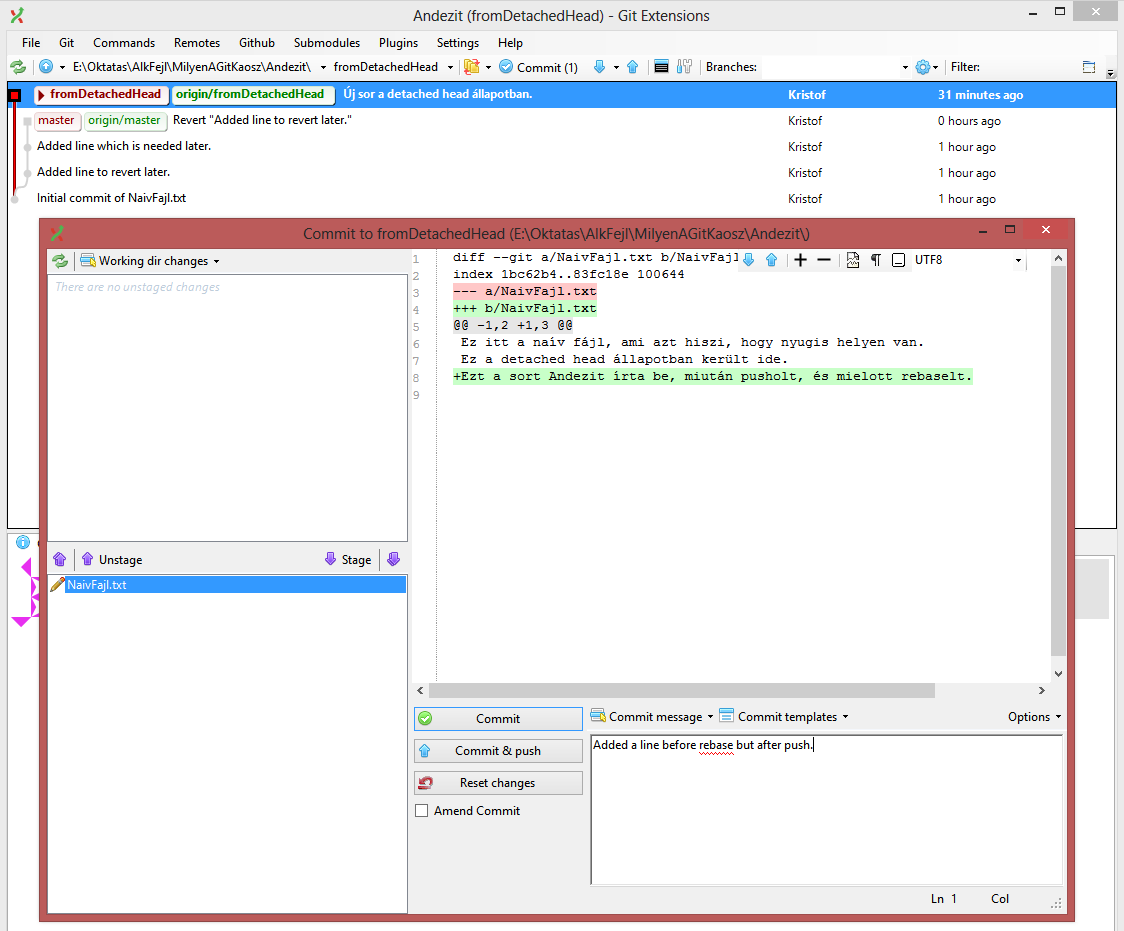 Andezit (fromDetachedHead) - Git Extensions
File Git Commands Remotes Github Submodules Plugins Settings Help
E:\Oktatas\AlkFejl\MilyenAGitKaosz\Andezit\ fromDetachedHead Commit (1) Branches: Filter:
fromDetachedHead origin/fromDetachedHead Új sor a detached head állapotban. Kristof 31 minutes ago
master origin/master Revert "Added line to revert later." Kristof 0 hours ago
Added line which is needed later. Kristof 1 hour ago
Added line to revert later. Kristof 1 hour ago
Initial commit of NaivFajl.txt Kristof 1 hour ago
Commit to fromDetachedHead (E:\Oktatas\AlkFejl\MilyenAGitKaosz\Andezit\)
Working dir changes
There are no unstaged changes
1 diff --git a/NaivFajl.txt b/NaivFajl
UTF8
2 index 1bc62b4..83fc18e 100644
3 --- a/NaivFajl.txt
4 +++ b/NaivFajl.txt
5 @@ -1,2 +1,3 @@
6 Ez itt a naív fájl, ami azt hiszi, hogy nyugis helyen van.
7 Ez a detached head állapotban került ide.
8 +Ezt a sort Andezit írta be, miután pusholt, és mielott rebaselt.
9
Unstage Stage
NaivFajl.txt
Commit
Commit & push
Reset changes
Amend Commit
Commit message Commit templates Options
Added a line before rebase but after push.
Ln 1 Col